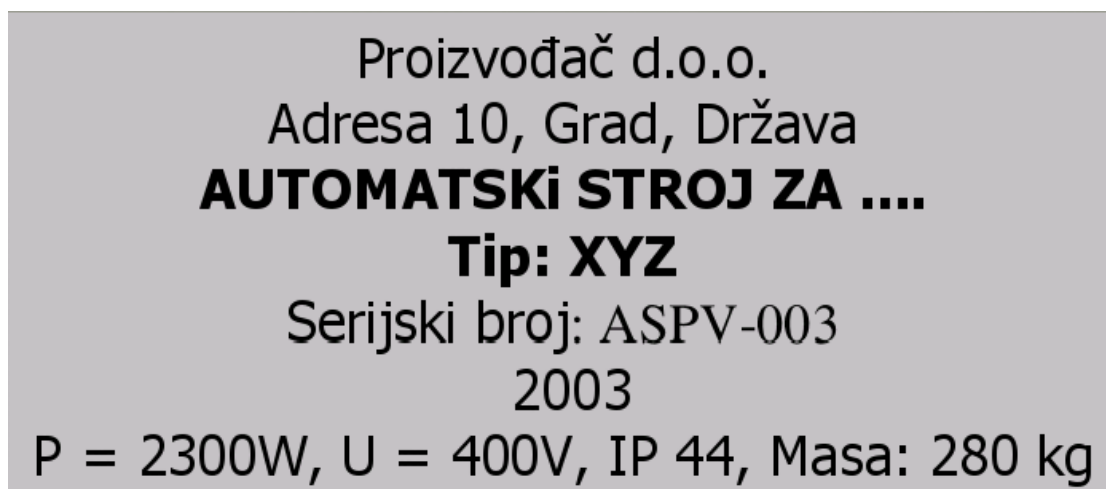 Proizvođač d.o.o.
Adresa 10, Grad, Država
AUTOMATSKi STROJ ZA ....
Tip: XYZ
Serijski broj: ASPV-003
2003
P = 2300W, U = 400V, IP 44, Masa: 280 kg